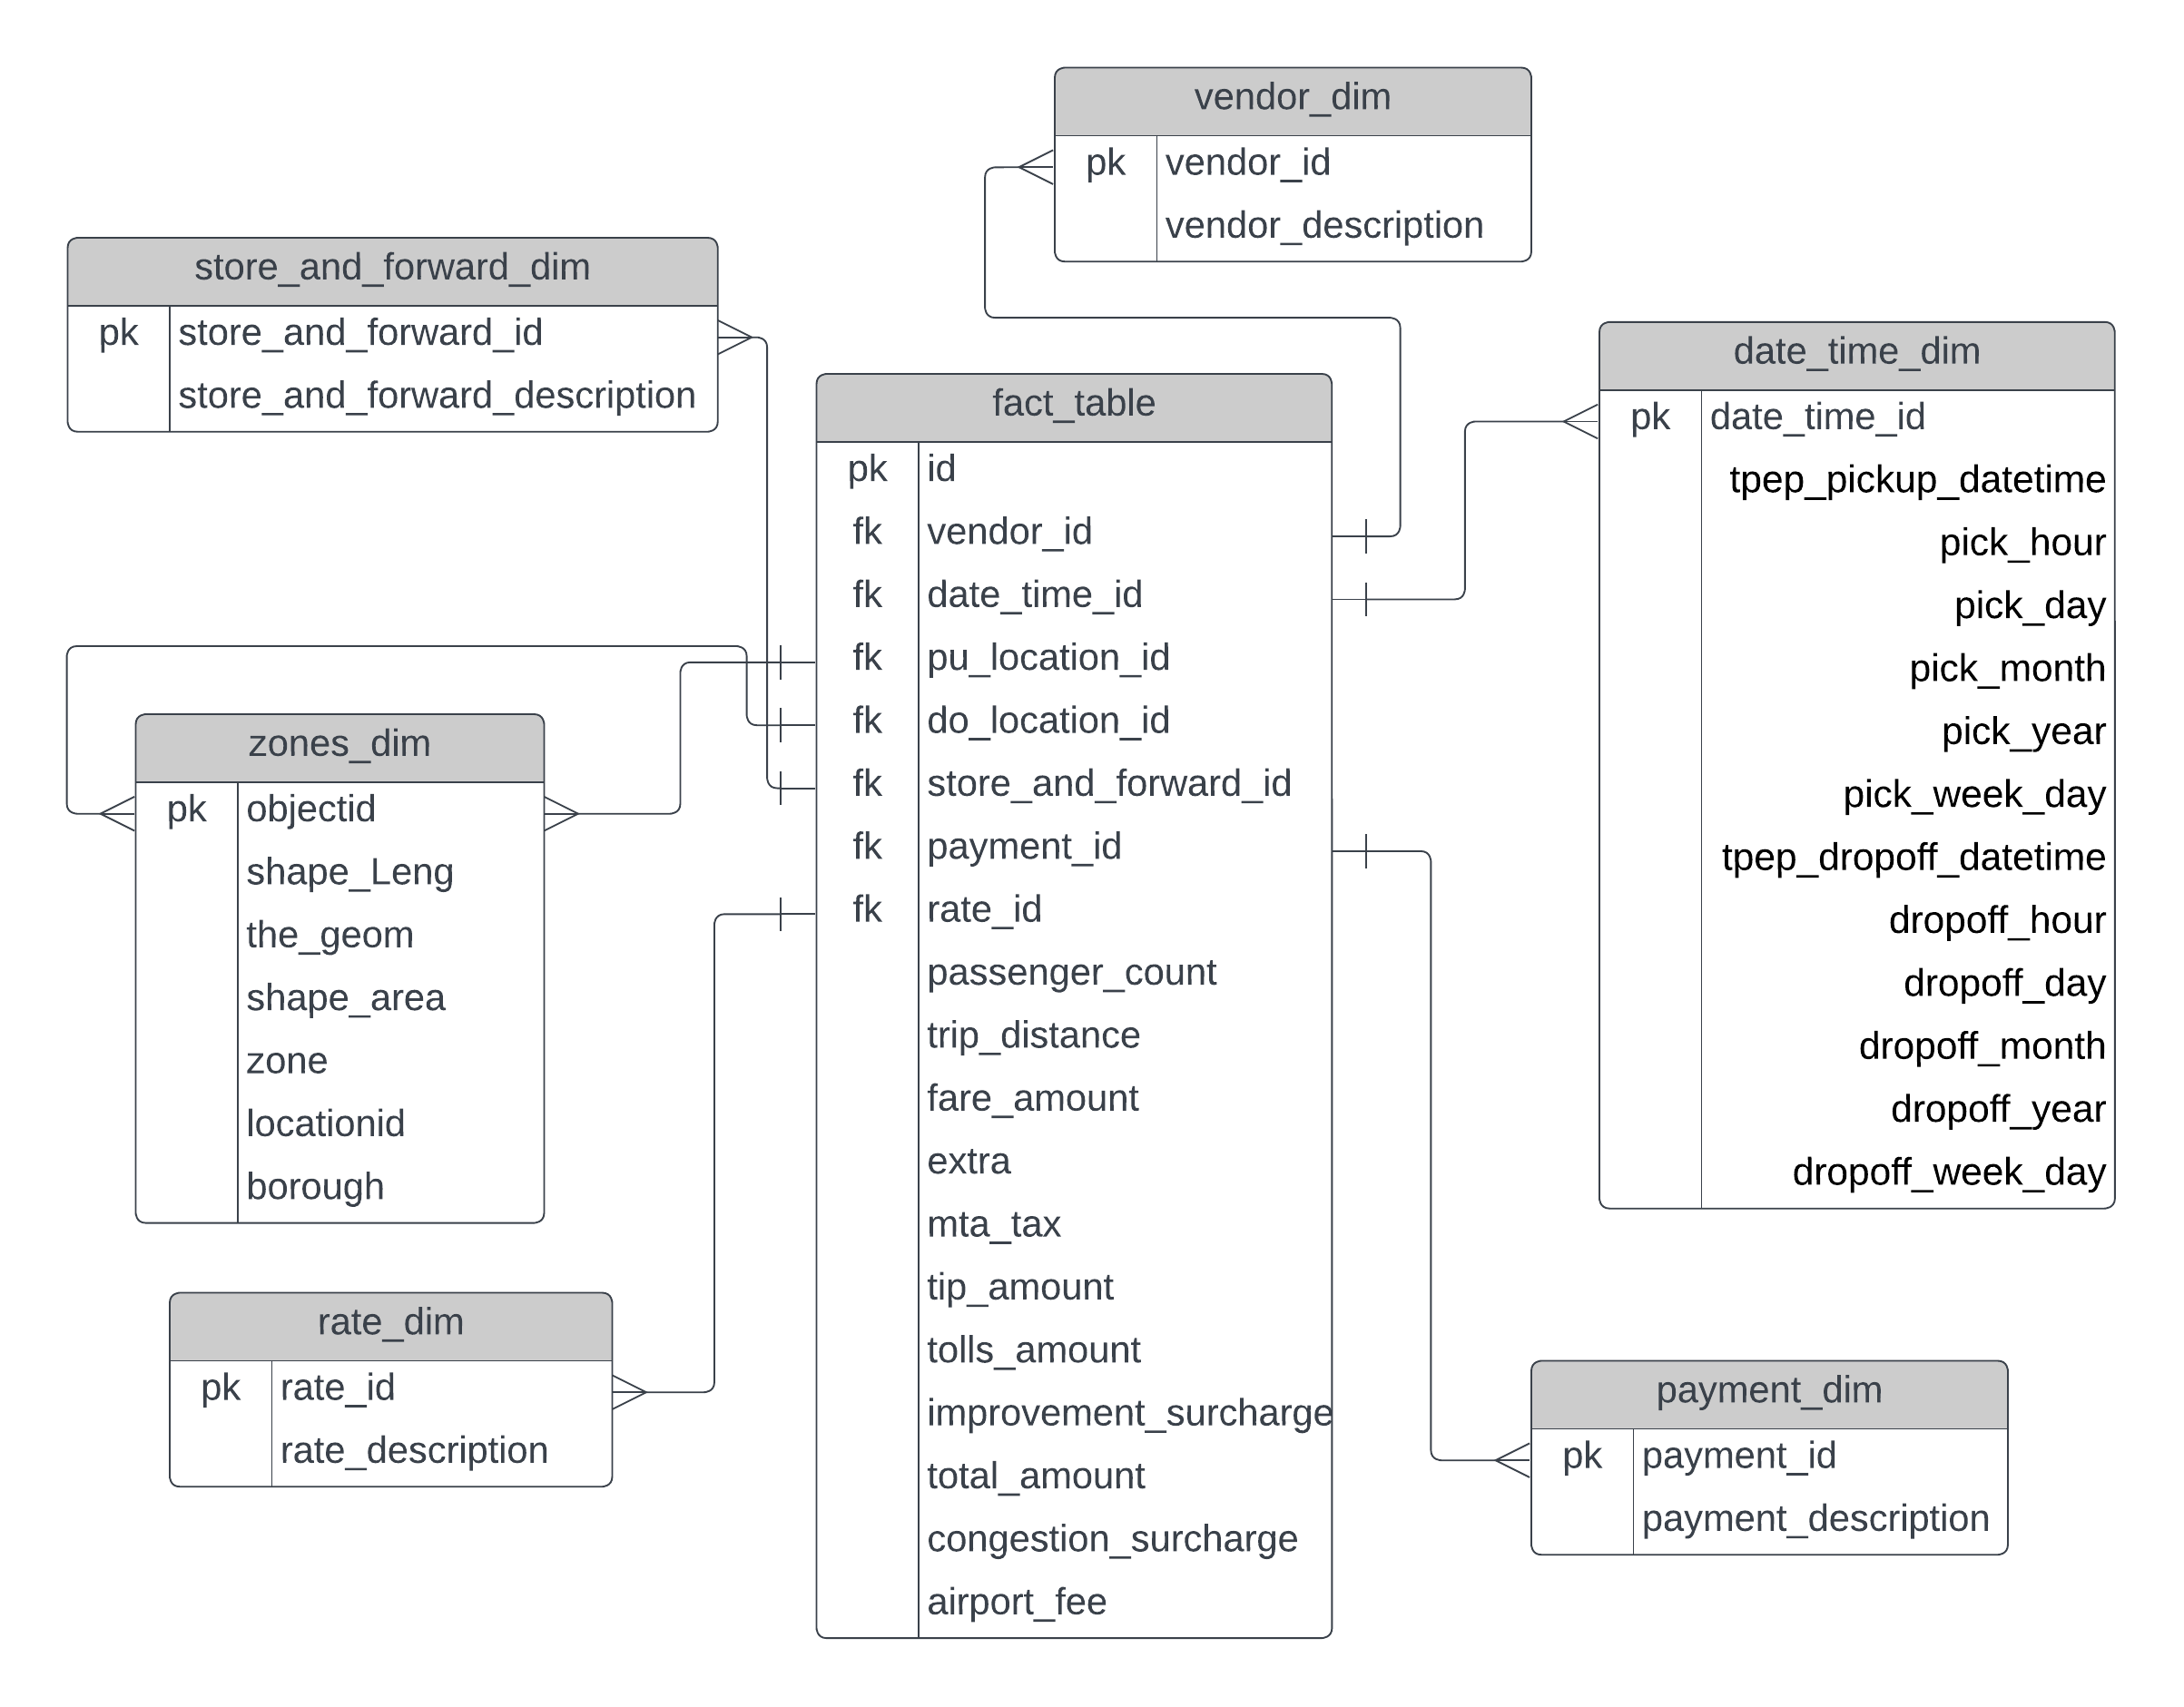 vendor_dim
pk vendor_id
vendor_description
store_and_forward_dim
pk store_and_forward_id
store_and_forward_description
date_time_dim
pk date_time_id
tpep_pickup_datetime
pick_hour
pick_day
pick_month
pick_year
pick_week_day
tpep_dropoff_datetime
dropoff_hour
dropoff_day
dropoff_month
dropoff_year
dropoff_week_day
fact_table
pk id
fk vendor_id
fk date_time_id
fk pu_location_id
fk do_location_id
fk store_and_forward_id
fk payment_id
fk rate_id
passenger_count
trip_distance
fare_amount
extra
mta_tax
tip_amount
tolls_amount
improvement_surcharge
total_amount
congestion_surcharge
airport_fee
zones_dim
pk objectid
shape_Leng
the_geom
shape_area
zone
locationid
borough
rate_dim
pk rate_id
rate_description
payment_dim
pk payment_id
payment_description